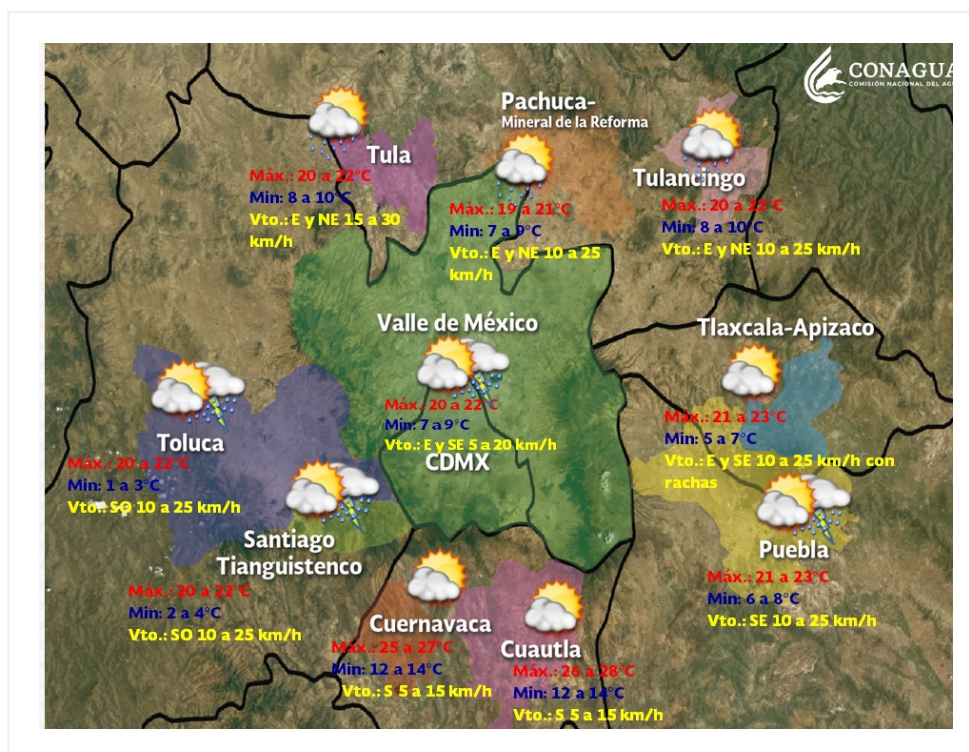 CONAGUA
COMISIÓN NACIONAL DEL AGUA
Pachuca-
Mineral de la Reforma
Tula
Máx.: 20 a 22°C
Min: 8 a 10°C
Vto.: E y NE 15 a 30
km/h
Máx.: 19 a 21°C
Min: 7 a 9°C
Vto.: E y NE 10 a 25
km/h
Tulancingo
Máx.: 20 a 22°C
Min: 8 a 10°C
Vto.: E y NE 10 a 25 km/h
Valle de México
Máx.: 20 a 22°C
Min: 7 a 9°C
Vto.: E y SE 5 a 20 km/h
CDMX
Tlaxcala-Apizaco
Máx.: 21 a 23°C
Min: 5 a 7°C
Vto.: E y SE 10 a 25 km/h con
rachas
Toluca
Máx.: 20 a 22°C
Min: 1 a 3°C
Vto.: SO 10 a 25 km/h
Santiago
Tianguistenco
Máx.: 20 a 22°C
Min: 2 a 4°C
Vto.: SO 10 a 25 km/h
Puebla
Máx.: 21 a 23°C
Min: 6 a 8°C
Vto.: SE 10 a 25 km/h
Cuernavaca
Máx.: 25 a 27°C
Min: 12 a 14°C
Vto.: S 5 a 15 km/h
Cuautla
Máx.: 26 a 28°C
Min: 12 a 14°C
Vto.: S 5 a 15 km/h